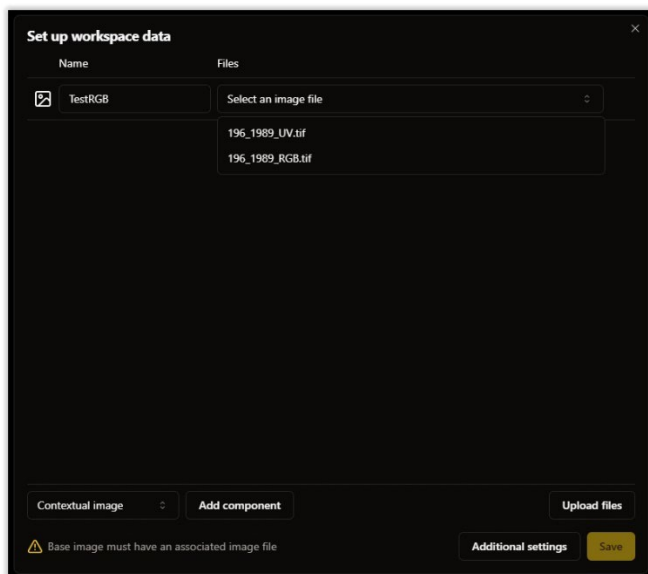 Set up workspace data
Name Files
TestRGB Select an image file
196_1989_UV.tif
196_1989_RGB.tif
Contextual image Add component Upload files
Base image must have an associated image file Additional settings Save